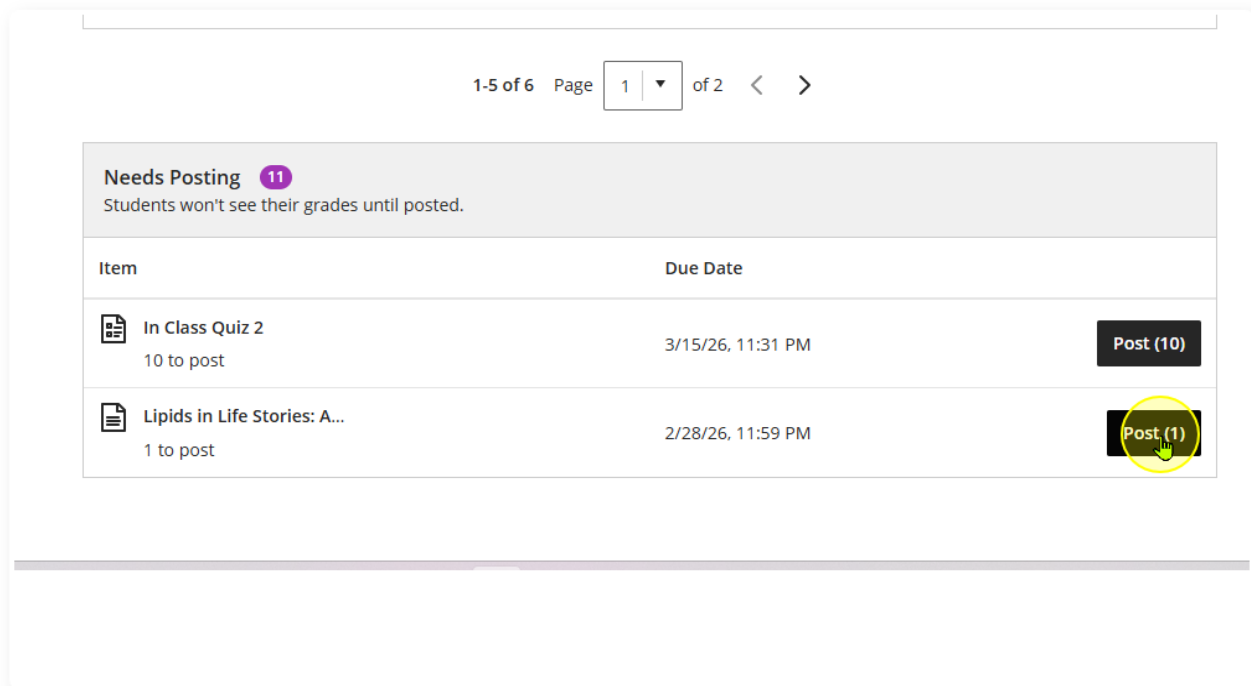 1-5 of 6 Page 1 of 2
Needs Posting 11
Students won't see their grades until posted.
Item Due Date
In Class Quiz 2
10 to post
3/15/26, 11:31 PM
Post (10)
Lipids in Life Stories: A...
1 to post
2/28/26, 11:59 PM
Post (1)